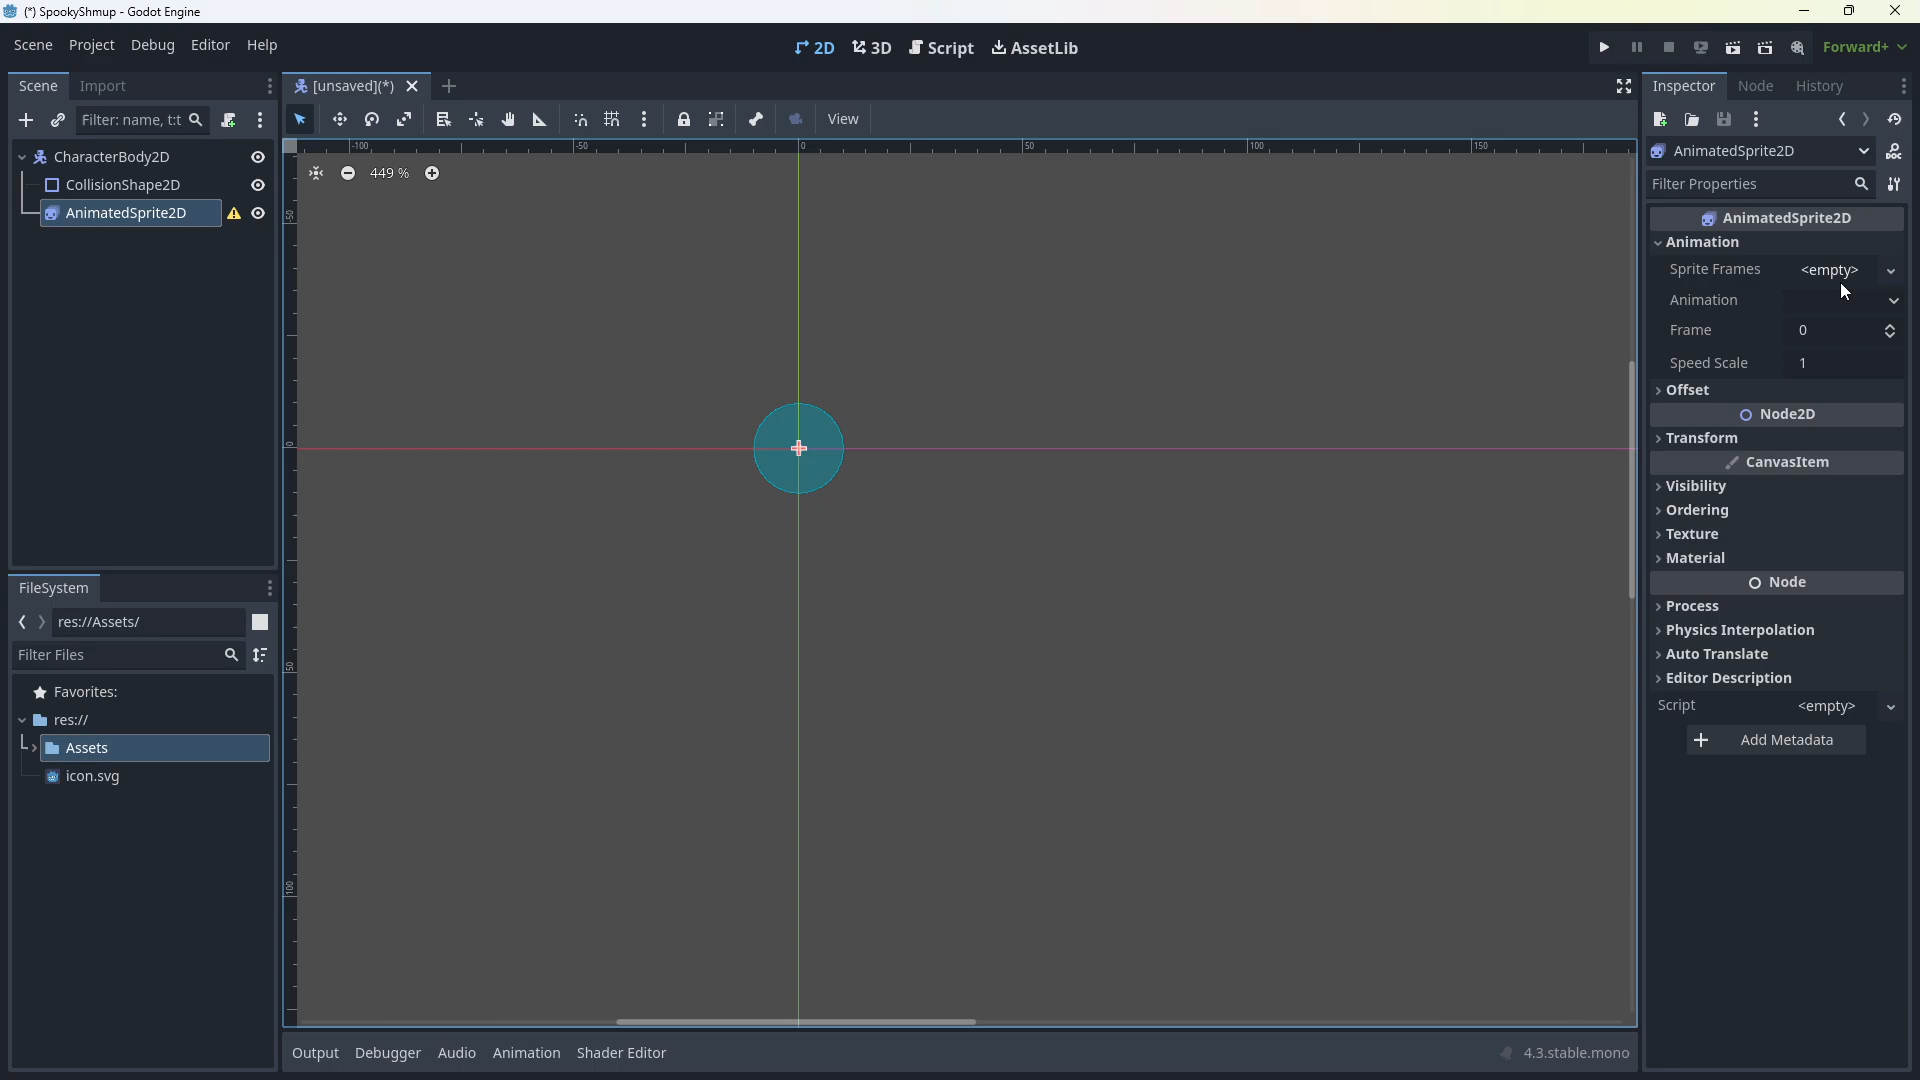 (*) SpookyShmup - Godot Engine
Scene Project Debug Editor Help
2D 3D Script AssetLib
Forward+
Scene Import
[unsaved](*)
Inspector Node History
Filter: name, t:t
View
CharacterBody2D
CollisionShape2D
AnimatedSprite2D
-100 -50 0 50 100 150
449 %
-50
0
50
100
AnimatedSprite2D
Filter Properties
AnimatedSprite2D
Animation
Sprite Frames <empty>
Animation
Frame 0
Speed Scale 1
Offset
Node2D
Transform
CanvasItem
Visibility
Ordering
Texture
Material
Node
Process
Physics Interpolation
Auto Translate
Editor Description
Script <empty>
Add Metadata
FileSystem
res://Assets/
Filter Files
Favorites:
res://
Assets
icon.svg
Output Debugger Audio Animation Shader Editor
4.3.stable.mono